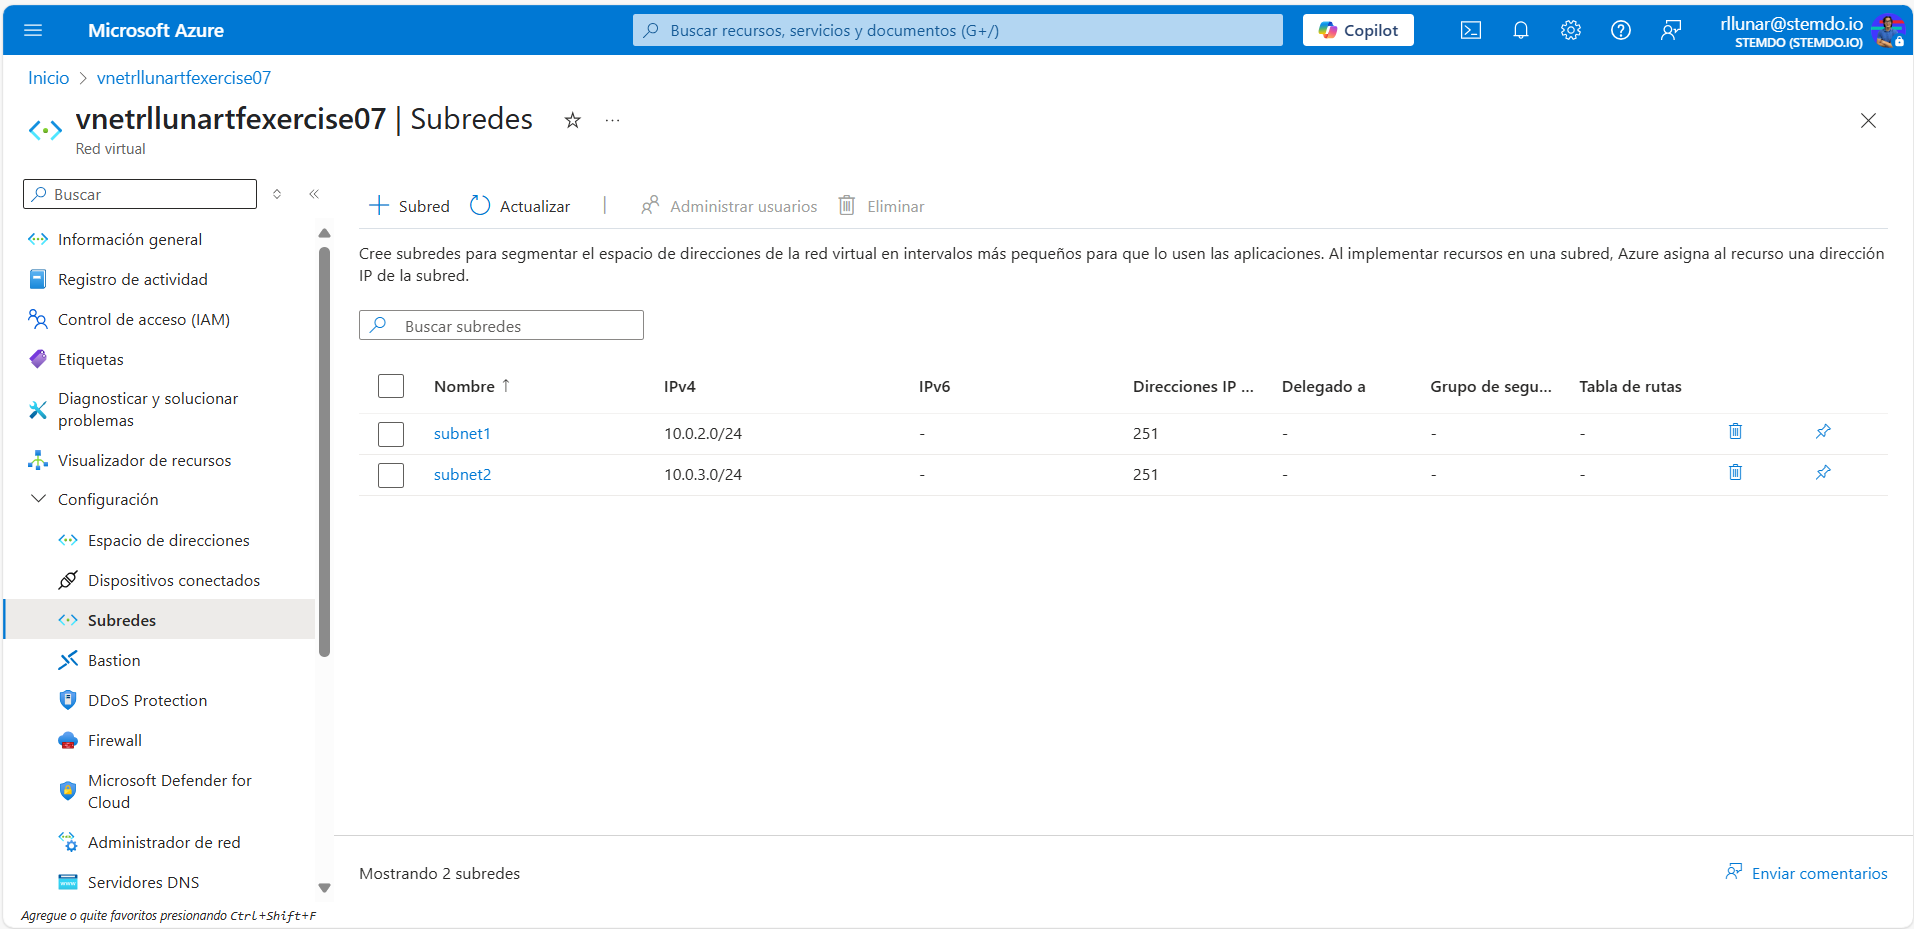 Microsoft Azure
Buscar recursos, servicios y documentos (G+/)
Copilot
rllunar@stemdo.io
STEMDO (STEMDO.IO)
Inicio > vnetrllunartfexercise07
vnetrllunartfexercise07 | Subredes
Red virtual
Buscar
Información general
Registro de actividad
Control de acceso (IAM)
Etiquetas
Diagnosticar y solucionar
problemas
Visualizador de recursos
Configuración
Espacio de direcciones
Dispositivos conectados
Subredes
Bastion
DDoS Protection
Firewall
Microsoft Defender for
Cloud
Administrador de red
Servidores DNS
Agregue o quite favoritos presionando Ctrl+Shift+F
Subred Actualizar | Administrar usuarios Eliminar
Cree subredes para segmentar el espacio de direcciones de la red virtual en intervalos más pequeños para que lo usen las aplicaciones. Al implementar recursos en una subred, Azure asigna al recurso una dirección
IP de la subred.
Buscar subredes
Nombre ↑ IPv4 IPv6 Direcciones IP ... Delegado a Grupo de segu... Tabla de rutas
subnet1 10.0.2.0/24 - 251 - - -
subnet2 10.0.3.0/24 - 251 - - -
Mostrando 2 subredes
Enviar comentarios